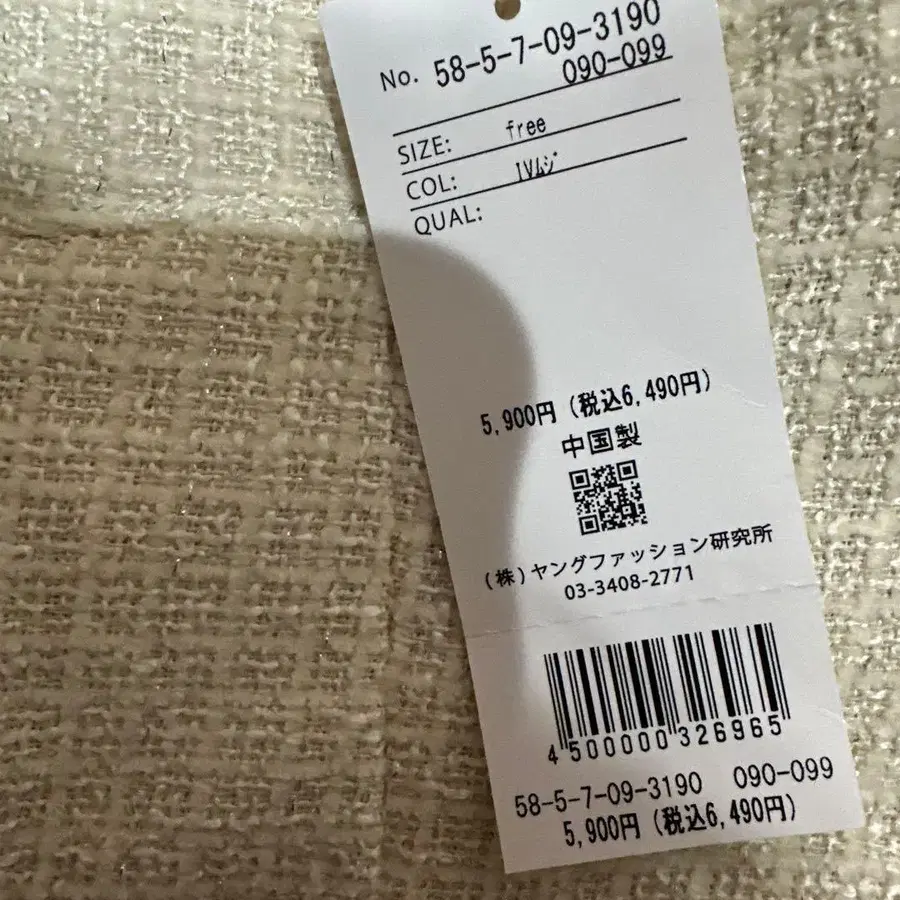 No. 58-5-7-09-3190
090-099
SIZE: free
COL: IVﾑｼﾞ
QUAL:
5,900円（税込6,490円）
中国製
（株）ヤングファッション研究所
03-3408-2771
4500000326965
58-5-7-09-3190 090-099
5,900円（税込6,490円）